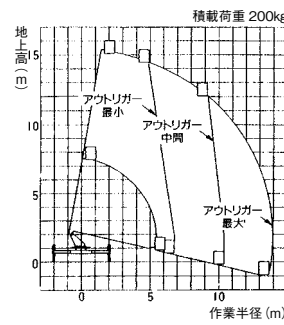 積載荷重 200kg
地上高(m)
15
10
5
0
アウトリガー
最小
アウトリガー
中間
アウトリガー
最大
0 5 10 15
作業半径(m)